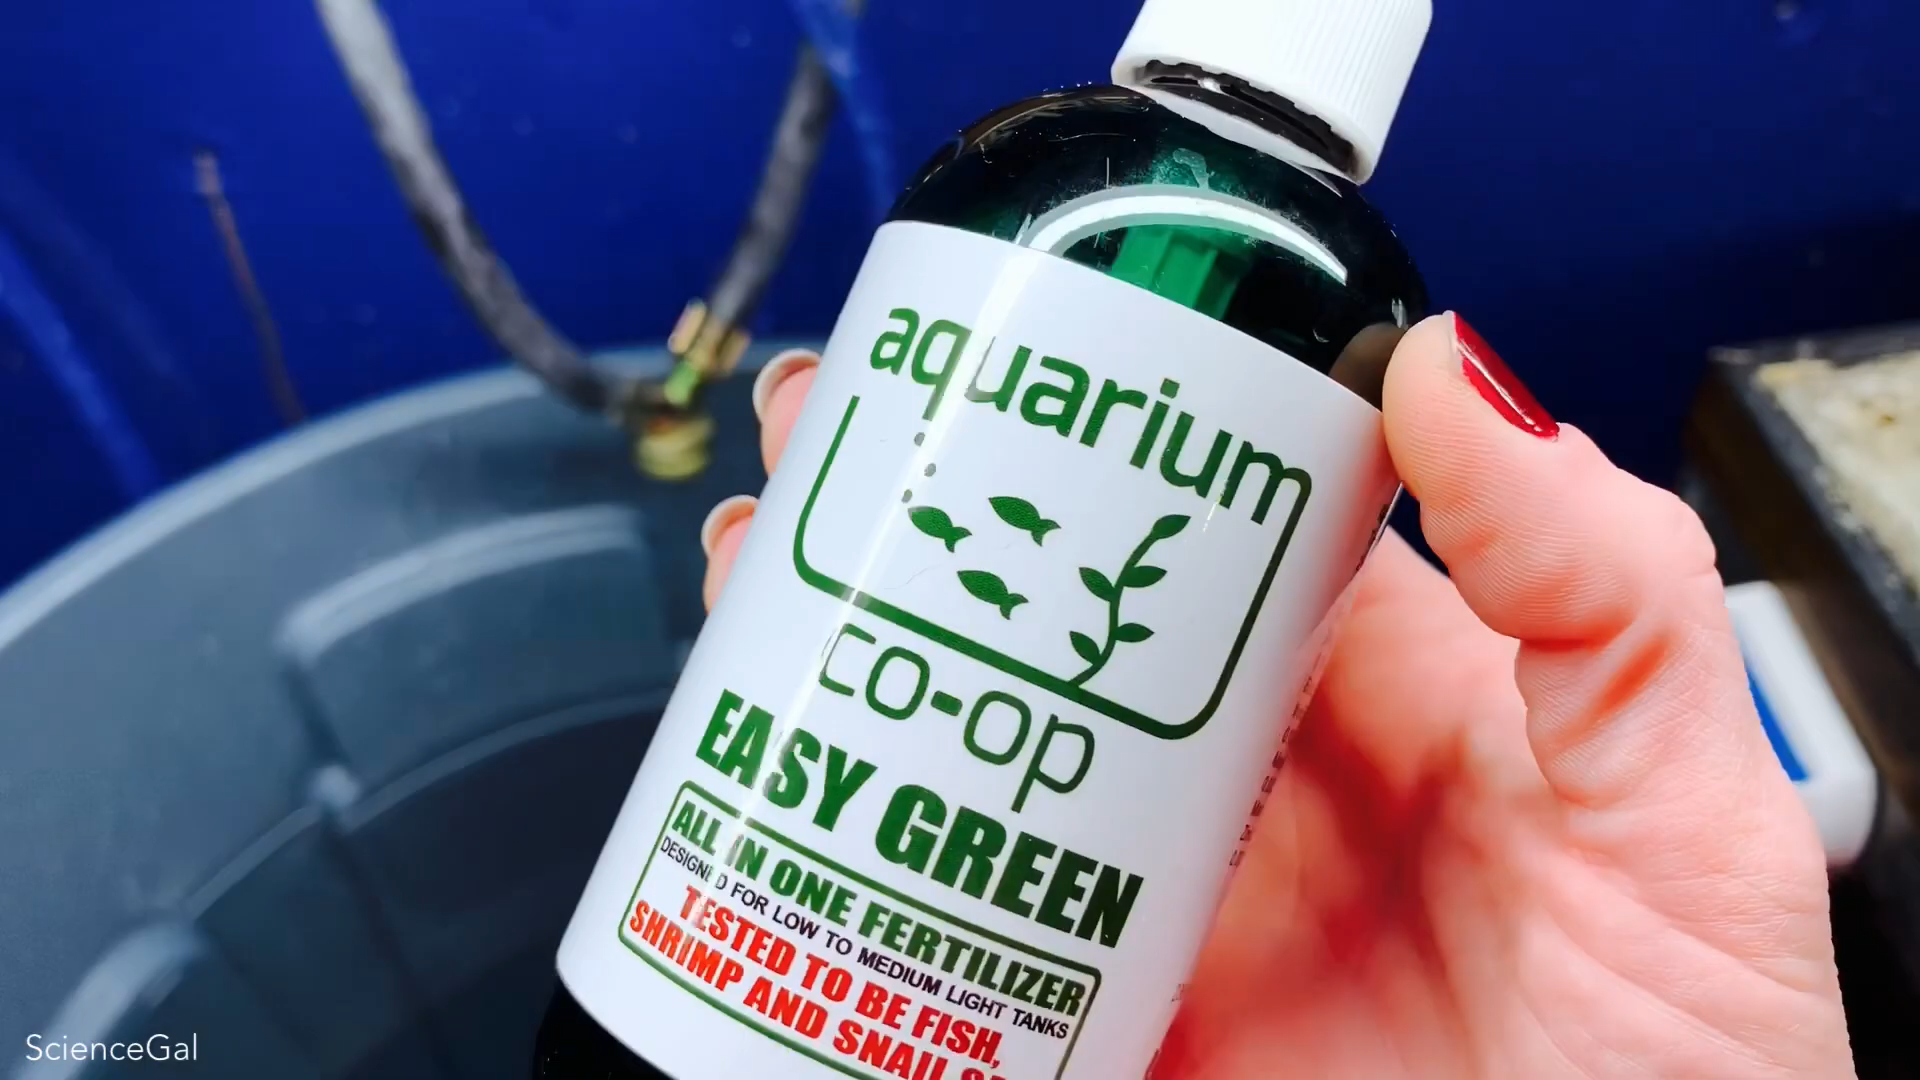 aquarium
co-op
EASY GREEN
ALL IN ONE FERTILIZER
DESIGNED FOR LOW TO MEDIUM LIGHT TANKS
TESTED TO BE FISH,
SHRIMP AND SNAIL
ScienceGal